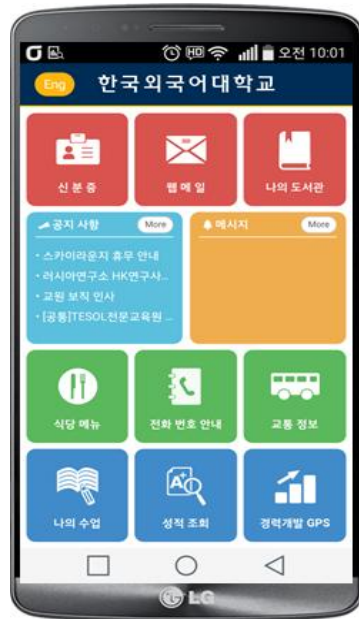 오전 10:01
Eng 한국외국어대학교
신분증 웹메일 나의 도서관
공지 사항 More 메시지 More
· 스카이라운지 휴무 안내
· 러시아연구소 HK연구사...
· 교원 보직 인사
· [공통]TESOL전문교육원 ...
식당 메뉴 전화 번호 안내 교통 정보
나의 수업 성적 조회 경력개발 GPS
LG